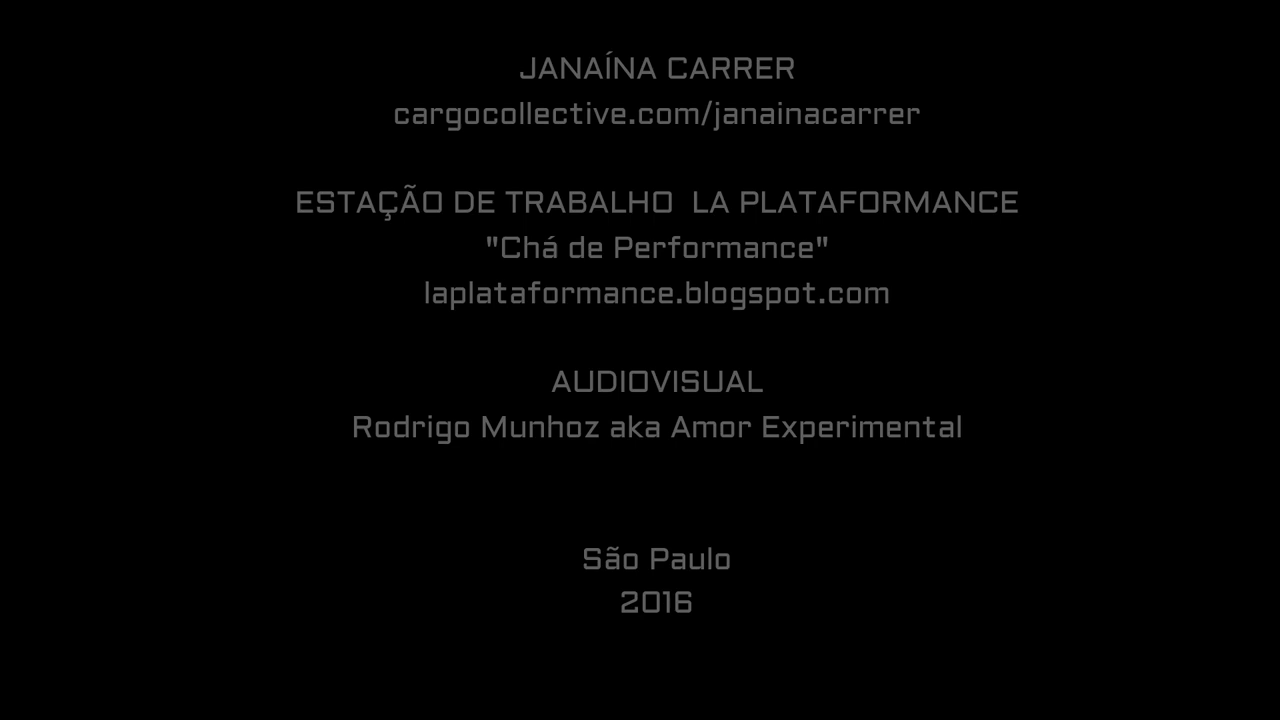 JANAÍNA CARRER
cargocollective.com/janainacarrer
ESTAÇÃO DE TRABALHO  LA PLATAFORMANCE
"Chá de Performance"
laplataformance.blogspot.com
AUDIOVISUAL
Rodrigo Munhoz aka Amor Experimental
São Paulo
2016